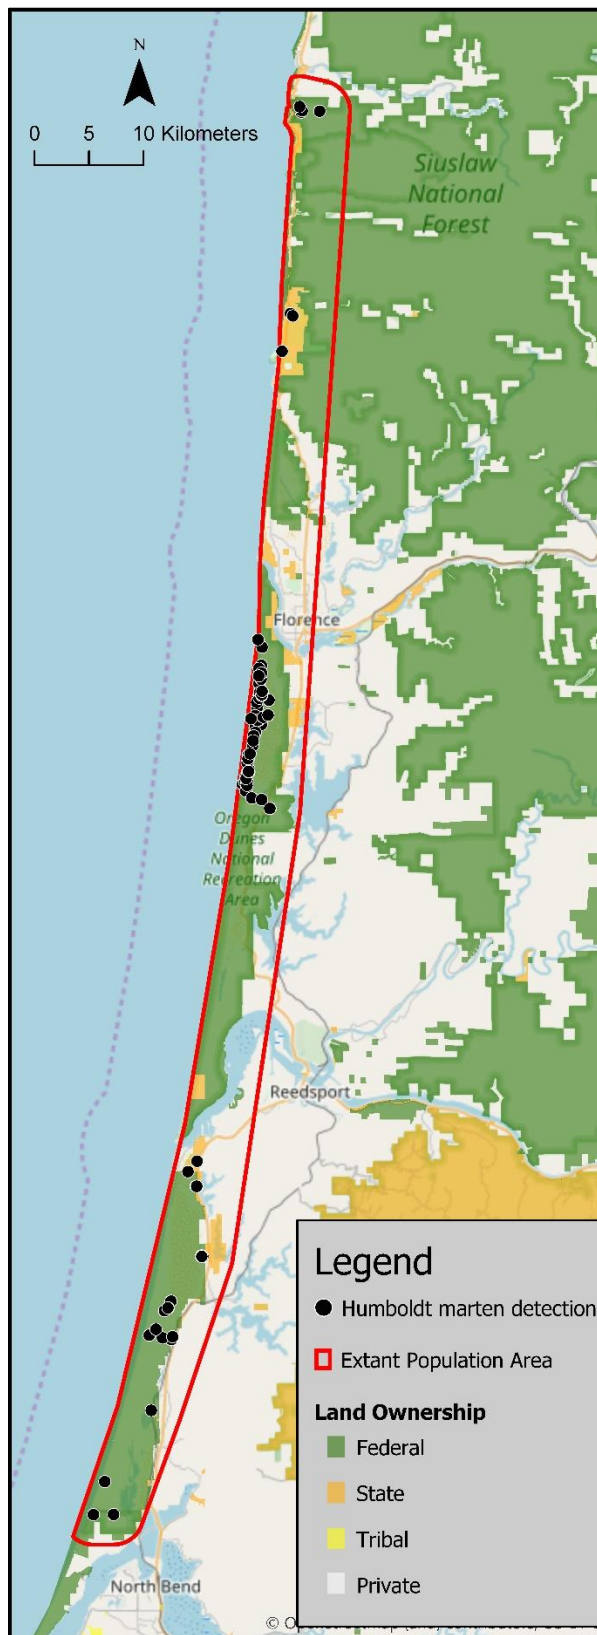 N
0 5 10 Kilometers
Siuslaw
National
Forest
Florence
Oregon
Dunes
National
Recreation
Area
Reedsport
Legend
Humboldt marten detection
Extant Population Area
Land Ownership
Federal
State
Tribal
Private
North Bend